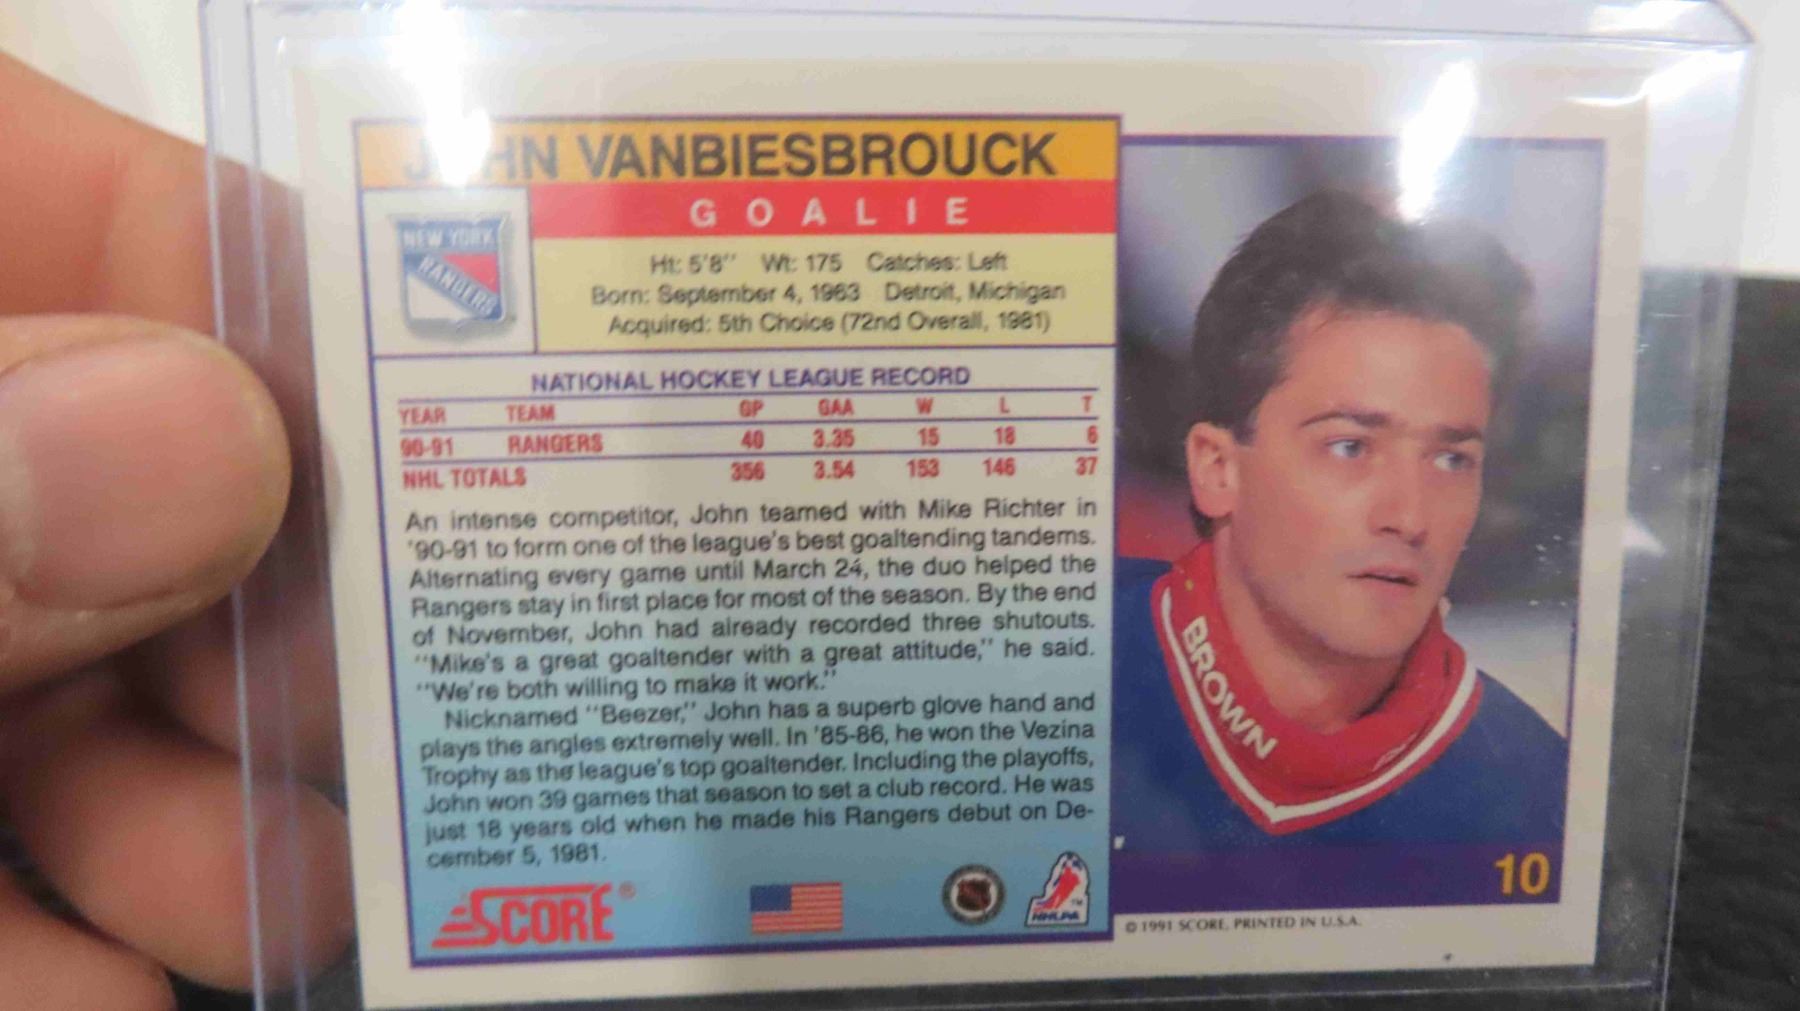 JOHN VANBIESBROUCK
GOALIE
NEW YORK
RANGERS
Ht: 5'8'' Wt: 175 Catches: Left
Born: September 4, 1963 Detroit, Michigan
Acquired: 5th Choice (72nd Overall, 1981)
NATIONAL HOCKEY LEAGUE RECORD
YEAR TEAM GP GAA W L T
90-91 RANGERS 40 3.35 15 18 6
NHL TOTALS 356 3.54 153 146 37
An intense competitor, John teamed with Mike Richter in
'90-91 to form one of the league's best goaltending tandems.
Alternating every game until March 24, the duo helped the
Rangers stay in first place for most of the season. By the end
of November, John had already recorded three shutouts.
''Mike's a great goaltender with a great attitude,'' he said.
''We're both willing to make it work.''
Nicknamed ''Beezer,'' John has a superb glove hand and
plays the angles extremely well. In '85-86, he won the Vezina
Trophy as the league's top goaltender. Including the playoffs,
John won 39 games that season to set a club record. He was
just 18 years old when he made his Rangers debut on De-
cember 5, 1981.
SCORE®
NHLPA
TM
BROWN
10
© 1991 SCORE, PRINTED IN U.S.A.